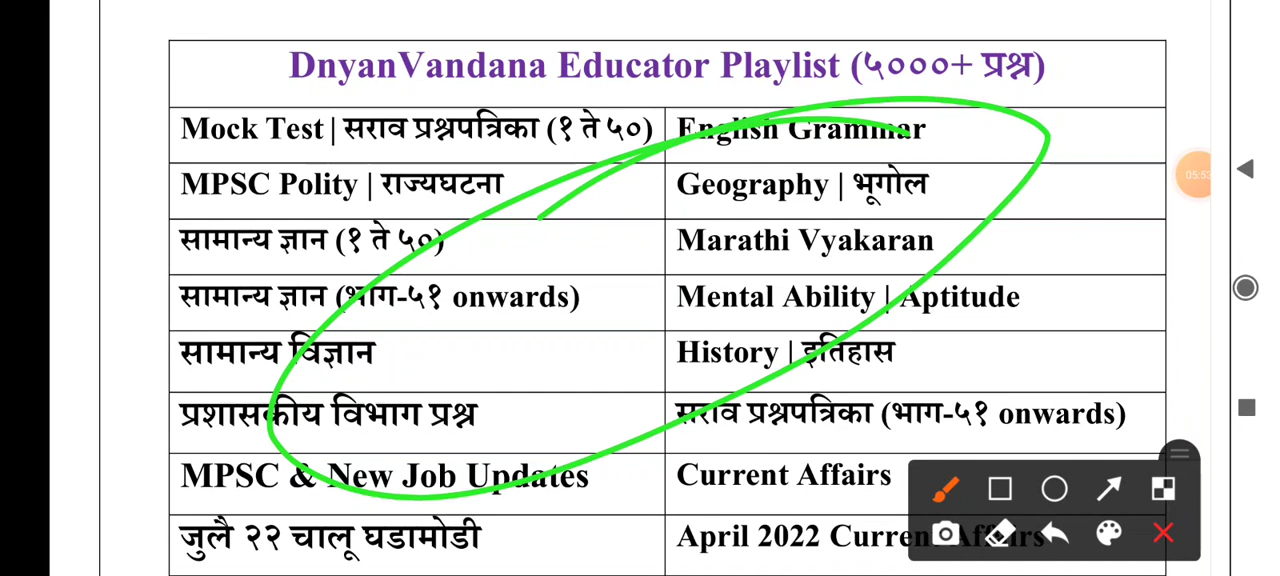 DnyanVandana Educator Playlist (५०००+ प्रश्न)
Mock Test | सराव प्रश्नपत्रिका (१ ते ५०) English Grammar
MPSC Polity | राज्यघटना Geography | भूगोल
सामान्य ज्ञान (१ ते ५०) Marathi Vyakaran
सामान्य ज्ञान (भाग-५१ onwards) Mental Ability | Aptitude
सामान्य विज्ञान History | इतिहास
प्रशासकीय विभाग प्रश्न सराव प्रश्नपत्रिका (भाग-५१ onwards)
MPSC & New Job Updates Current Affairs
जुलै २२ चालू घडामोडी April 2022 Current Affairs
05:53